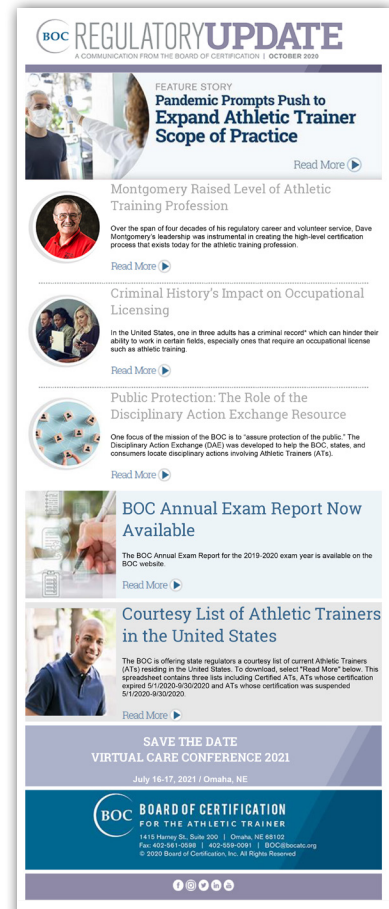 BOC REGULATORY UPDATE
A COMMUNICATION FROM THE BOARD OF CERTIFICATION | OCTOBER 2020
FEATURE STORY
Pandemic Prompts Push to
Expand Athletic Trainer
Scope of Practice
Read More
Montgomery Raised Level of Athletic
Training Profession
Over the span of four decades of his regulatory career and volunteer service, Dave
Montgomery's leadership was instrumental in creating the high-level certification
process that exists today for the athletic training profession.
Read More
Criminal History's Impact on Occupational
Licensing
In the United States, one in three adults has a criminal record* which can hinder their
ability to work in certain fields, especially ones that require an occupational license
such as athletic training.
Read More
Public Protection: The Role of the
Disciplinary Action Exchange Resource
One focus of the mission of the BOC is to "assure protection of the public." The
Disciplinary Action Exchange (DAE) was developed to help the BOC, states, and
consumers locate disciplinary actions involving Athletic Trainers (ATs).
Read More
BOC Annual Exam Report Now
Available
The BOC Annual Exam Report for the 2019-2020 exam year is available on the
BOC website.
Read More
Courtesy List of Athletic Trainers
in the United States
The BOC is offering state regulators a courtesy list of current Athletic Trainers
(ATs) residing in the United States. To download, select "Read More" below. This
spreadsheet contains three lists including Certified ATs, ATs whose certification
expired 5/1/2020-9/30/2020 and ATs whose certification was suspended
5/1/2020-9/30/2020.
Read More
SAVE THE DATE
VIRTUAL CARE CONFERENCE 2021
July 16-17, 2021 / Omaha, NE
BOC BOARD OF CERTIFICATION
FOR THE ATHLETIC TRAINER
1415 Harney St., Suite 200 | Omaha, NE 68102
Fax: 402-561-0598 | 402-559-0091 | BOC@bocatc.org
© 2020 Board of Certification, Inc. All Rights Reserved